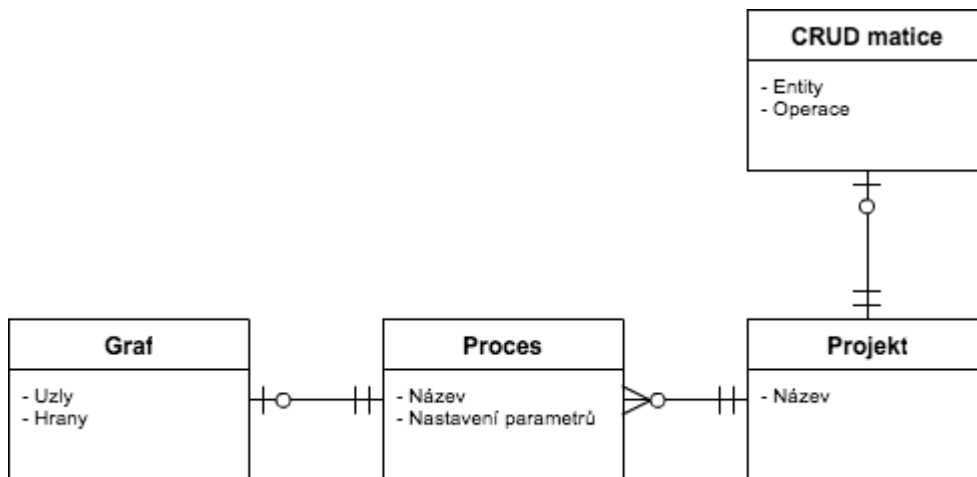 CRUD matice
- Entity
- Operace
Graf
- Uzly
- Hrany
Proces
- Název
- Nastavení parametrů
Projekt
- Název